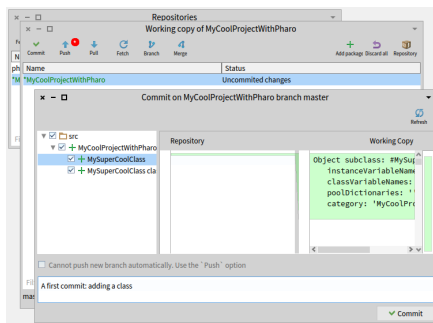 Repositories
Working copy of MyCoolProjectWithPharo
Commit Push Pull Fetch Branch Merge Add package Discard all Repository
Name Status
*MyCoolProjectWithPharo Uncommited changes
Commit on MyCoolProjectWithPharo branch master
Refresh
src
MyCoolProjectWithPharo
MySuperCoolClass
MySuperCoolClass cla
Repository Working Copy
Object subclass: #MySup
instanceVariableName
classVariableNames:
poolDictionaries: '
category: 'MyCoolPro
Cannot push new branch automatically. Use the `Push` option
A first commit: adding a class
mas
Commit